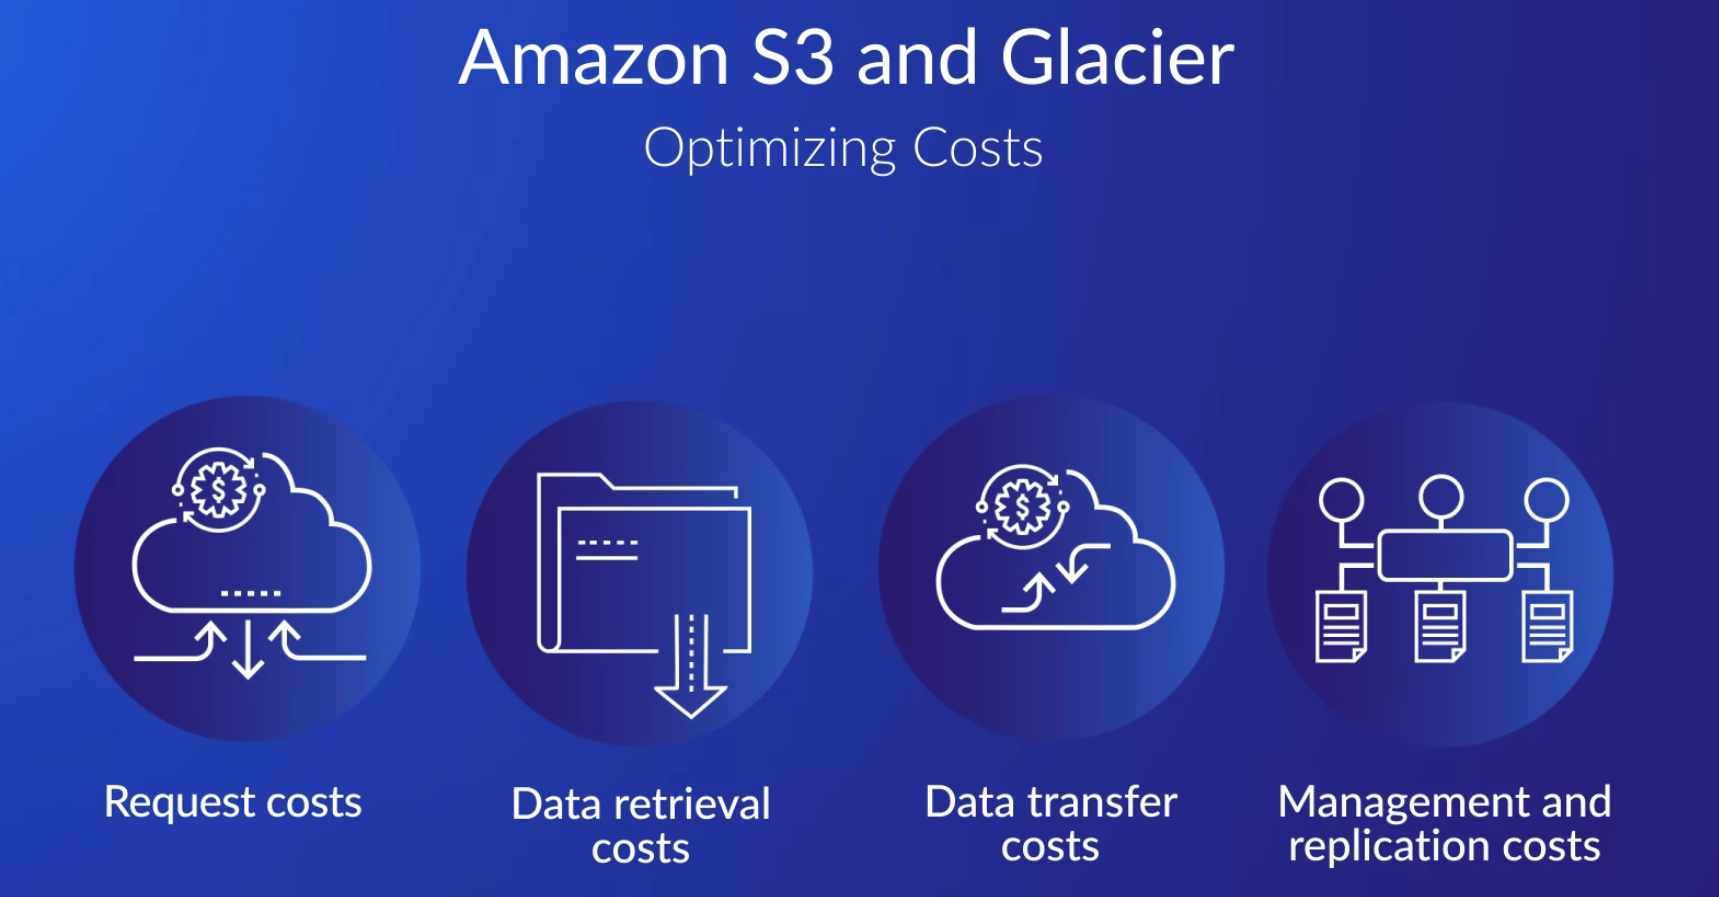 Amazon S3 and Glacier
Optimizing Costs
$
$
Request costs
Data retrieval
costs
Data transfer
costs
Management and
replication costs